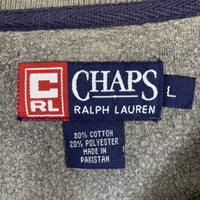 C
RL
CHAPS
RALPH LAUREN
L
80% COTTON
20% POLYESTER
MADE IN
PAKISTAN